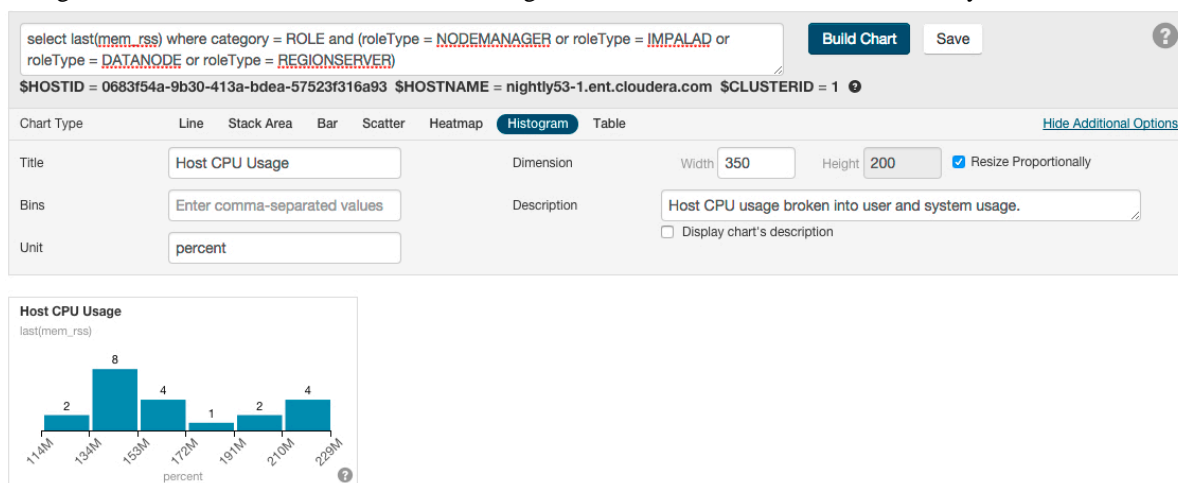 select last(mem_rss) where category = ROLE and (roleType = NODEMANAGER or roleType = IMPALAD or
roleType = DATANODE or roleType = REGIONSERVER)
Build Chart
Save
?
$HOSTID = 0683f54a-9b30-413a-bdea-57523f316a93 $HOSTNAME = nightly53-1.ent.cloudera.com $CLUSTERID = 1 ?
Chart Type Line Stack Area Bar Scatter Heatmap Histogram Table Hide Additional Options
Title Host CPU Usage Dimension Width 350 Height 200 Resize Proportionally
Bins Enter comma-separated values Description Host CPU usage broken into user and system usage.
Display chart's description
Unit percent
Host CPU Usage
last(mem_rss)
2 8 4 1 2 4
114M 134M 153M 172M 191M 210M 229M
percent
?